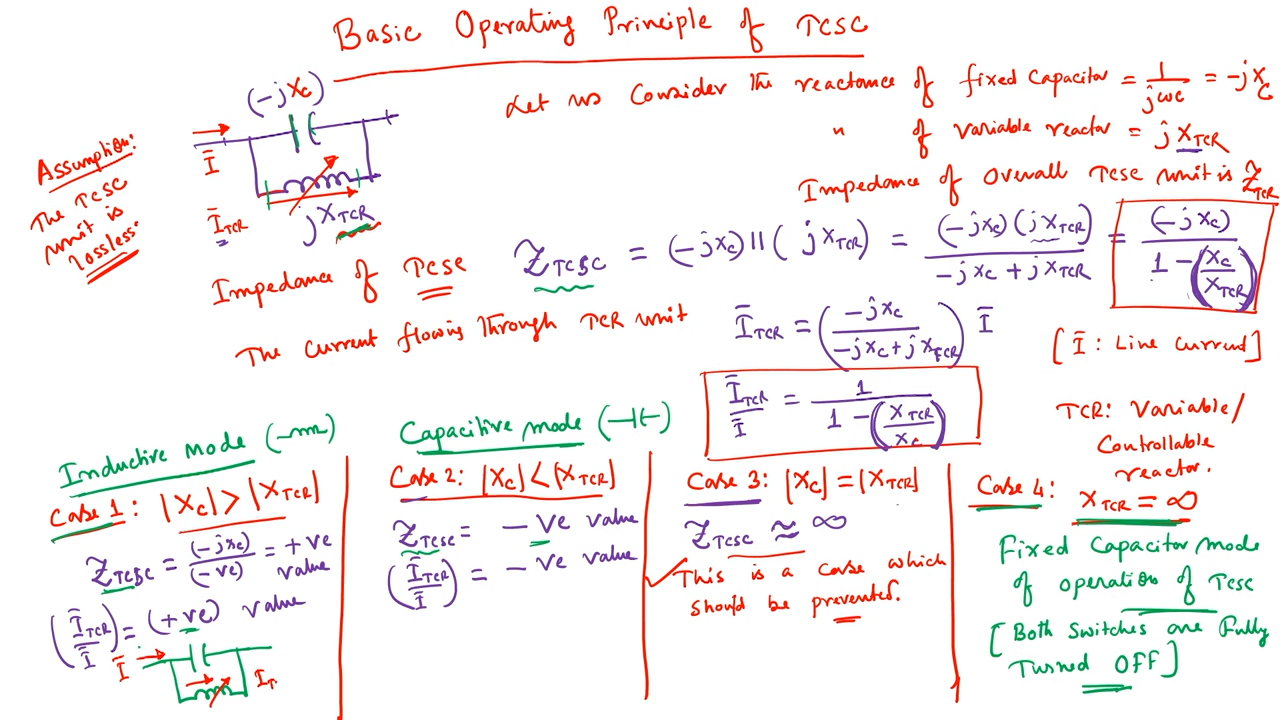 Basic Operating Principle of TCSC
Let us Consider the reactance of fixed Capacitor = 1/jωc = -jXc
" of variable reactor = jXTCR
Impedance of Overall TCSC unit is ZTCR
Assumption:
The TCSC
unit is
lossless.
(-jXc)
Ī
ĪTCR
jXTCR
Impedance of TCSC ZTCSC = (-jXc) || (jXTCR) = (-jXc)(jXTCR)/(-jXc + jXTCR) = (-jXc)/(1 - (Xc/XTCR))
The Current flowing Through TCR unit ĪTCR = (-jXc/(-jXc + jXTCR)) Ī
[Ī : Line Current]
ĪTCR/Ī = 1/(1 - (XTCR/Xc))
TCR: Variable/
Controllable
reactor.
Inductive mode
Case 1: |Xc| > |XTCR|
ZTCSC = (-jXc)/(-ve) = +ve value
(ĪTCR/Ī) = (+ve) value
Ī
IT
Capacitive mode
Case 2: |Xc| < |XTCR|
ZTCSC = -ve value
(ĪTCR/Ī) = -ve value
Case 3: |Xc| = |XTCR|
ZTCSC ≈ ∞
This is a case which
should be prevented.
Case 4: XTCR = ∞
Fixed Capacitor mode
of operation of TCSC
[Both Switches are Fully
Turned OFF]